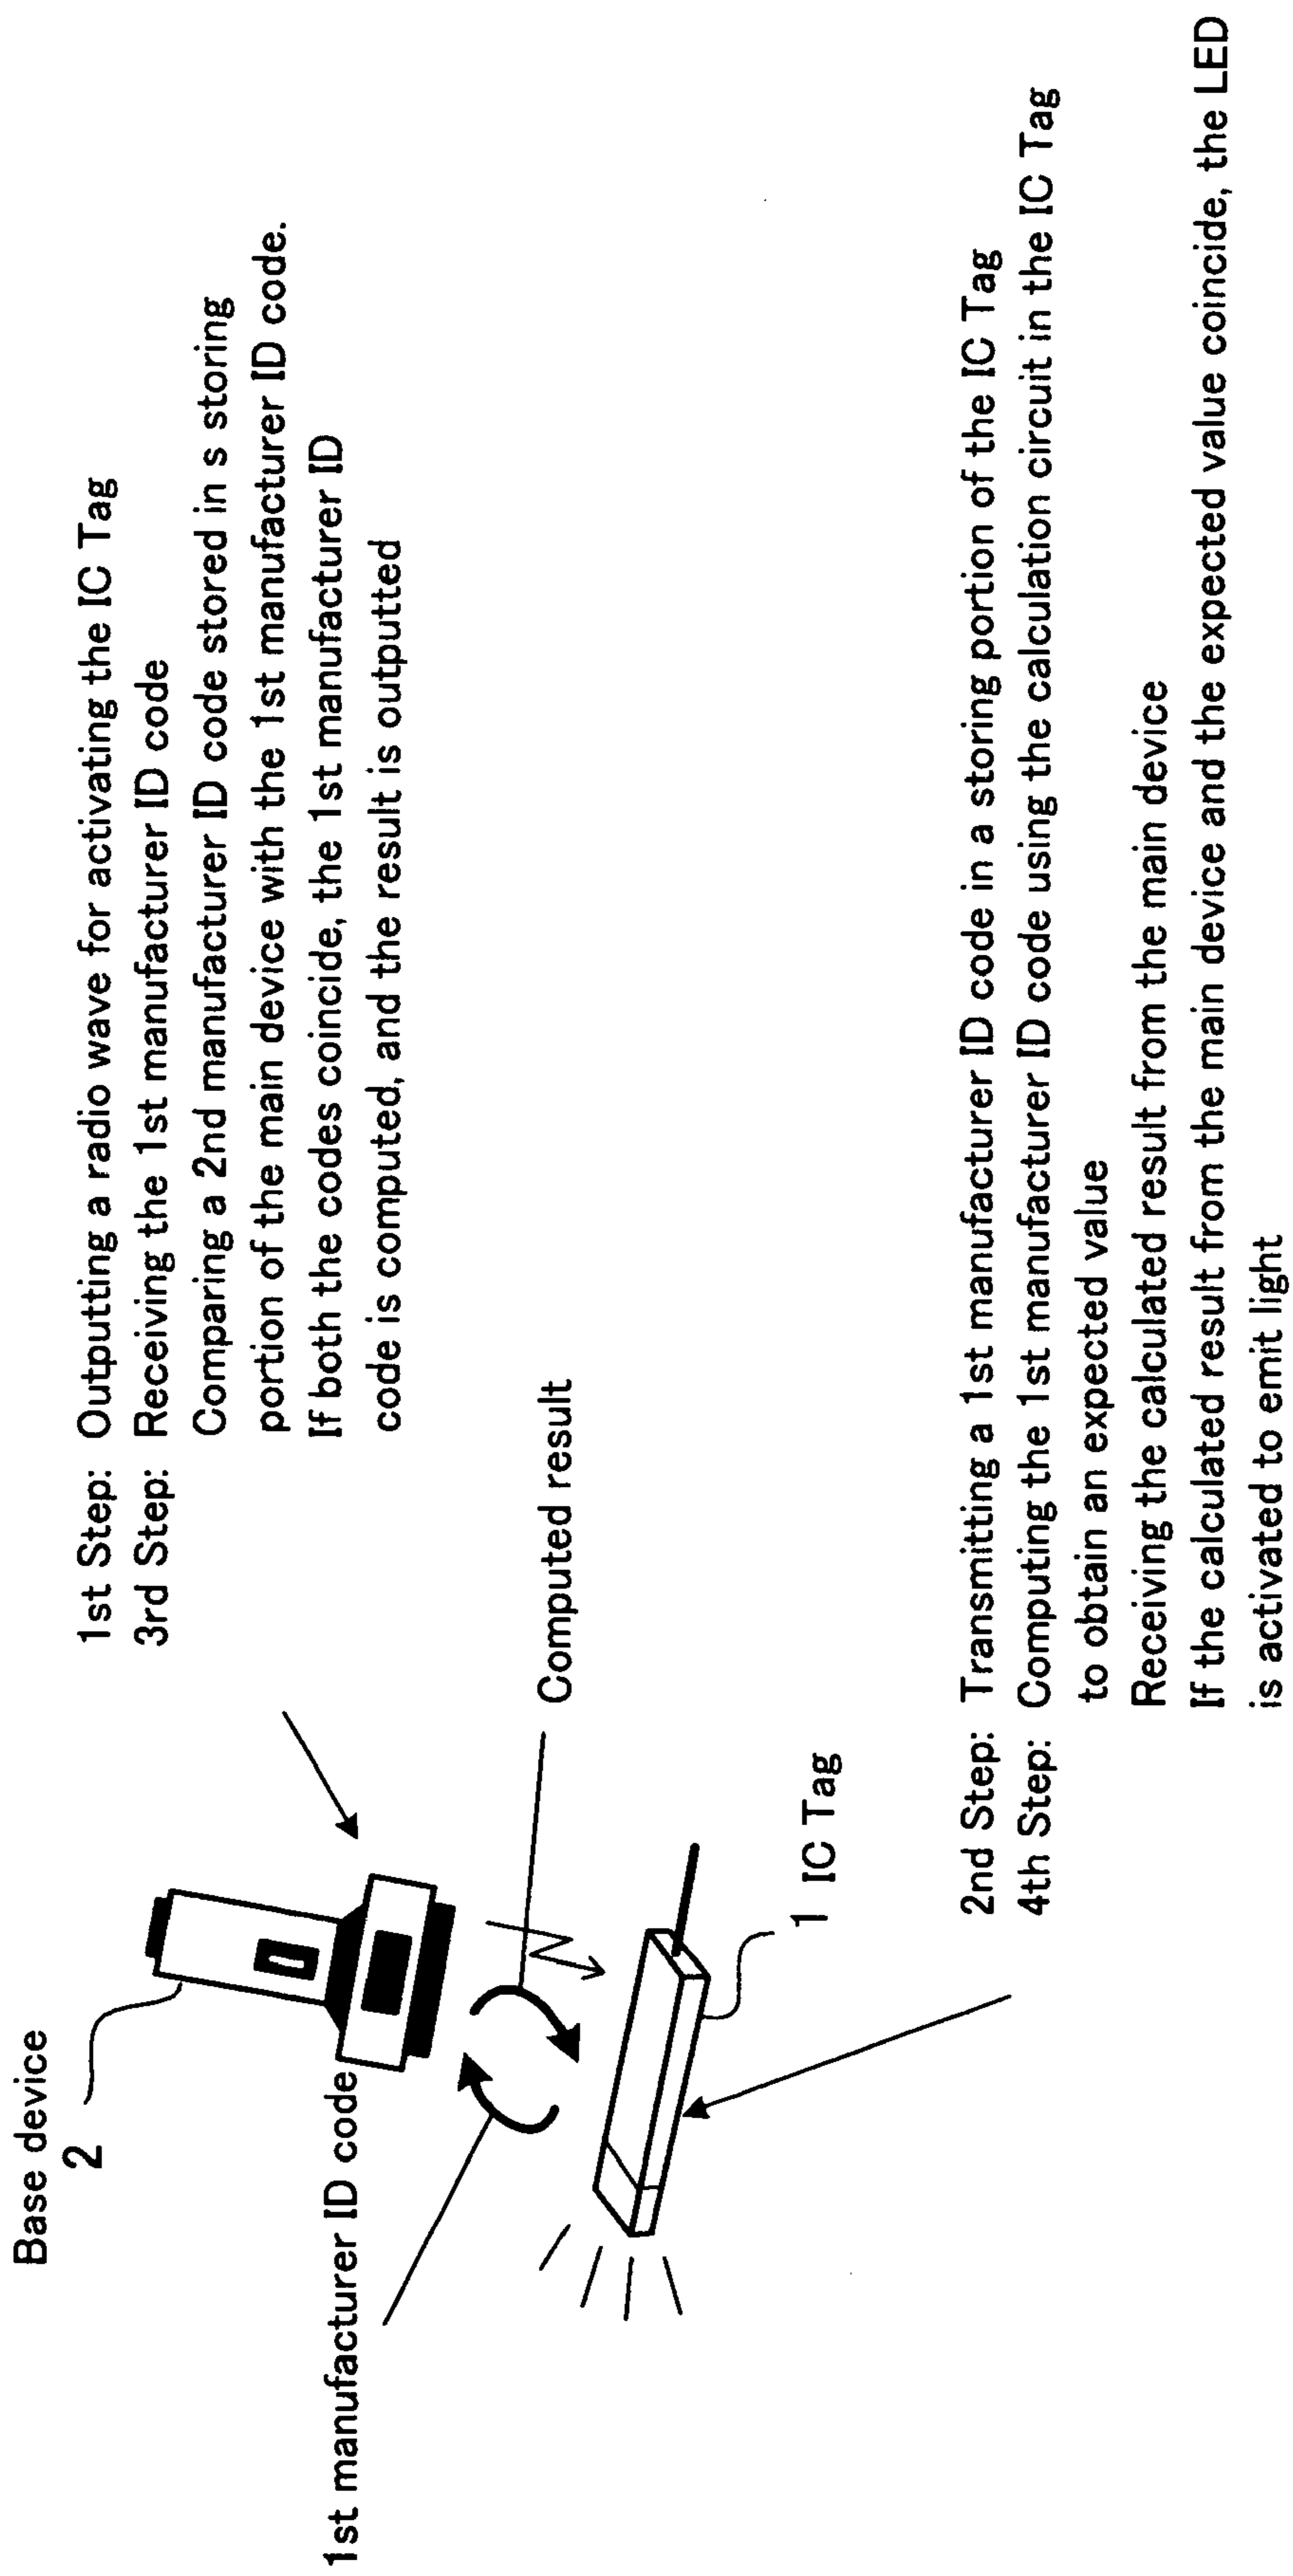 Base device
2
1st Step: Outputting a radio wave for activating the IC Tag
3rd Step: Receiving the 1st manufacturer ID code
Comparing a 2nd manufacturer ID code stored in s storing
portion of the main device with the 1st manufacturer ID code.
If both the codes coincide, the 1st manufacturer ID
code is computed, and the result is outputted
1st manufacturer ID code
Computed result
1 IC Tag
2nd Step: Transmitting a 1st manufacturer ID code in a storing portion of the IC Tag
4th Step: Computing the 1st manufacturer ID code using the calculation circuit in the IC Tag
to obtain an expected value
Receiving the calculated result from the main device
If the calculated result from the main device and the expected value coincide, the LED
is activated to emit light